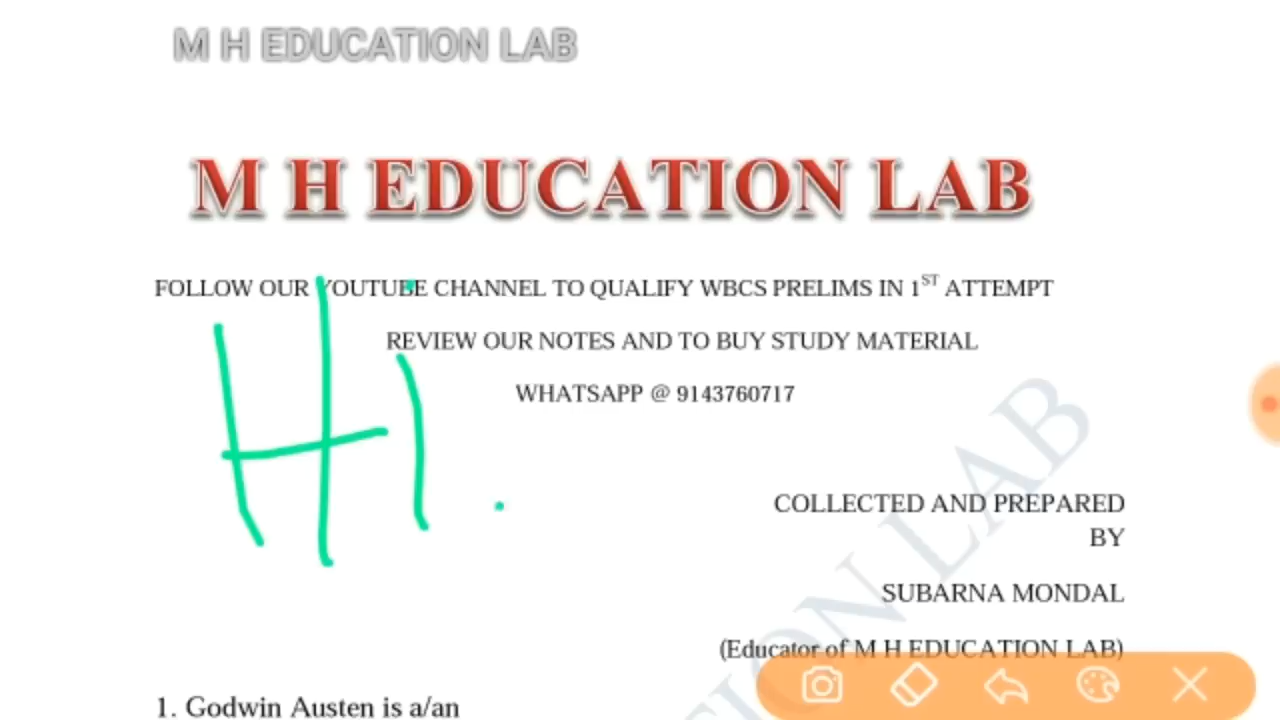 M H EDUCATION LAB
M H EDUCATION LAB
FOLLOW OUR YOUTUBE CHANNEL TO QUALIFY WBCS PRELIMS IN 1ST ATTEMPT
REVIEW OUR NOTES AND TO BUY STUDY MATERIAL
WHATSAPP @ 9143760717
Hi.
COLLECTED AND PREPARED
BY
SUBARNA MONDAL
(Educator of M H EDUCATION LAB)
1. Godwin Austen is a/an
TION LAB